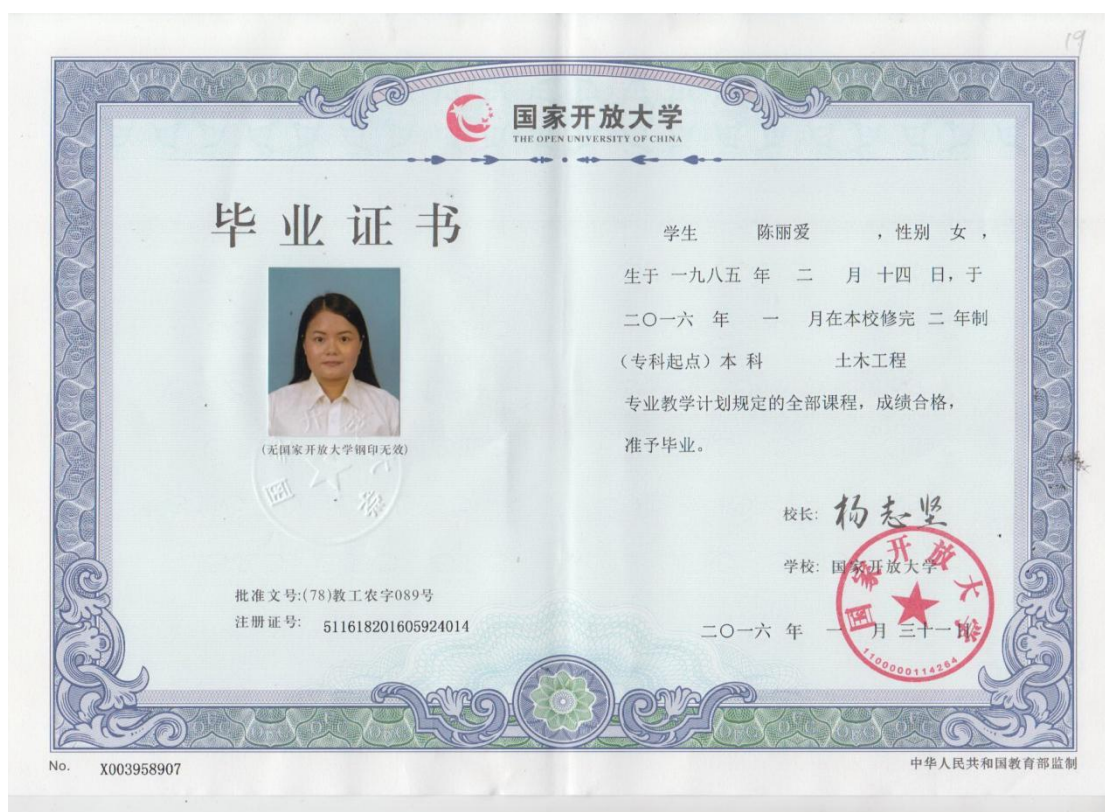 19
国家开放大学
THE OPEN UNIVERSITY OF CHINA
毕业证书
(无国家开放大学钢印无效)
批准文号:(78)教工农字089号
注册证号: 511618201605924014
学生 陈丽爱 ，性别 女 ，
生于 一九八五 年 二 月 十四 日，于
二〇一六 年 一 月在本校修完 二 年制
（专科起点）本 科 土木工程
专业教学计划规定的全部课程，成绩合格，
准予毕业。
校长: 杨志坚
学校: 国家开放大学
二〇一六 年 一 月 三十一日
国家开放大学
1100000114264
No. X003958907
中华人民共和国教育部监制